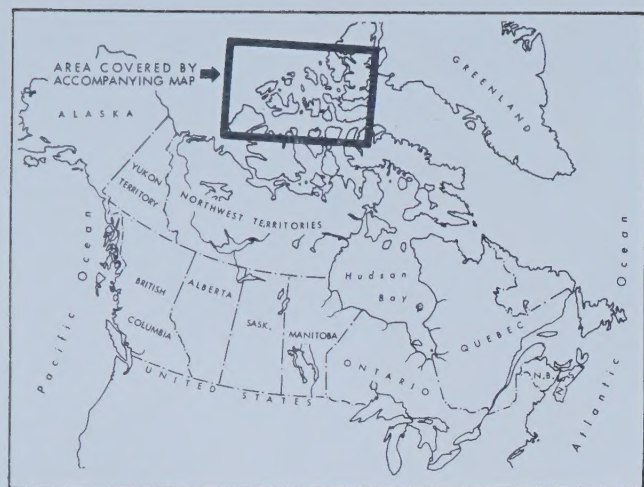 AREA COVERED BY
ACCOMPANYING MAP
GREENLAND
ALASKA
YUKON
TERRITORY
NORTHWEST TERRITORIES
Pacific Ocean
Hudson
Bay
BRITISH
COLUMBIA
ALBERTA
SASK.
MANITOBA
ONTARIO
QUEBEC
N.B.
UNITED STATES
Atlantic Ocean